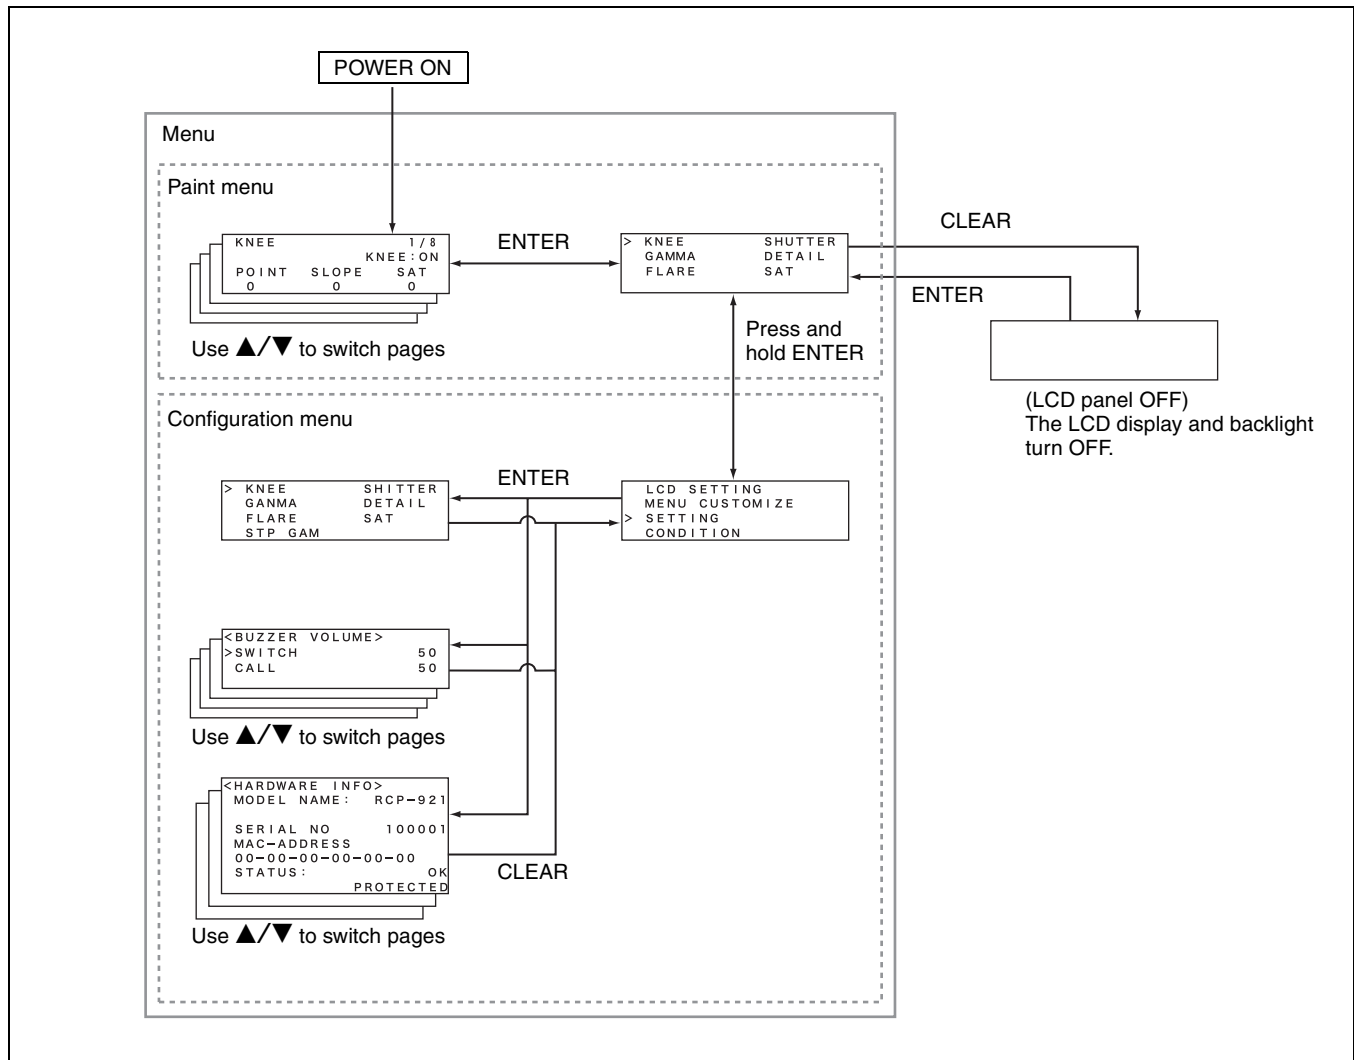 POWER ON
Menu
Paint menu
KNEE 1/8
KNEE:ON
POINT SLOPE SAT
0 0 0
Use ▲/▼ to switch pages
ENTER
> KNEE SHUTTER
GAMMA DETAIL
FLARE SAT
CLEAR
ENTER
Press and
hold ENTER
(LCD panel OFF)
The LCD display and backlight
turn OFF.
Configuration menu
> KNEE SHITTER
GANMA DETAIL
FLARE SAT
STP GAM
ENTER
LCD SETTING
MENU CUSTOMIZE
> SETTING
CONDITION
<BUZZER VOLUME>
>SWITCH 50
CALL 50
Use ▲/▼ to switch pages
<HARDWARE INFO>
MODEL NAME: RCP-921
SERIAL NO 100001
MAC-ADDRESS
00-00-00-00-00-00
STATUS: OK
PROTECTED
CLEAR
Use ▲/▼ to switch pages